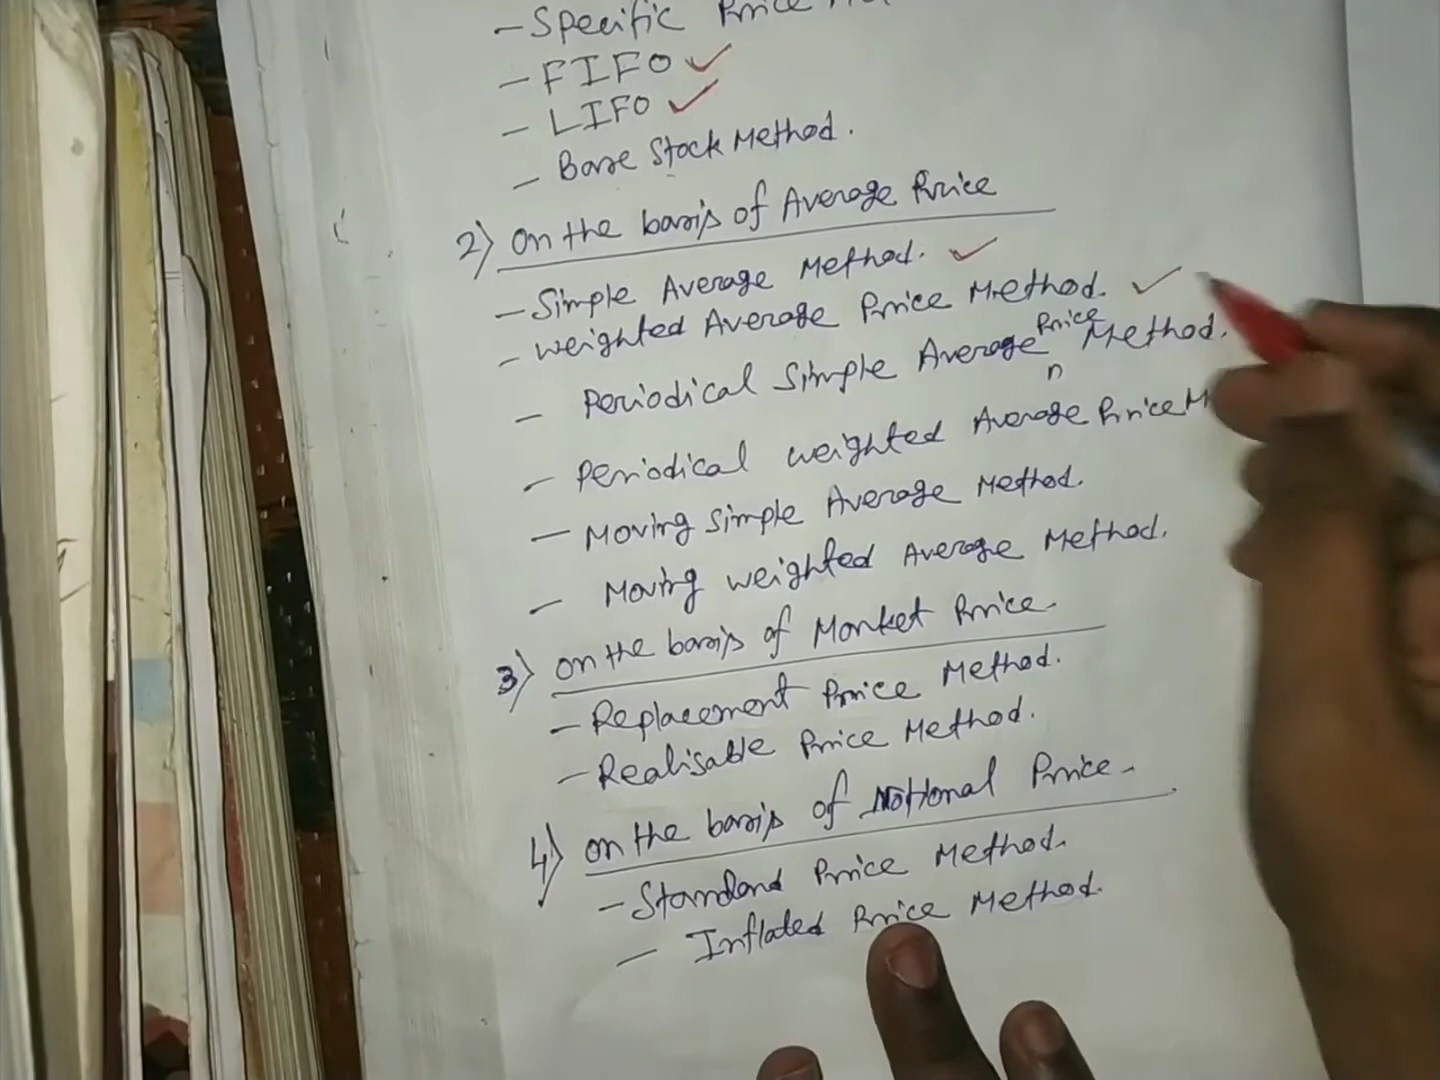 - Specific Price
- FIFO ✓
- LIFO ✓
- Base Stock Method.
2) On the basis of Average Price
- Simple Average Method. ✓
- Weighted Average Price Method. ✓
- Periodical Simple Average Price Method.
n
- Periodical weighted Average Price M
- Moving Simple Average Method.
- Moving weighted Average Method.
3) on the basis of Market Price.
- Replacement Price Method.
- Realisable Price Method.
4) on the basis of Notional Price.
- Standard Price Method.
- Inflated Price Method.